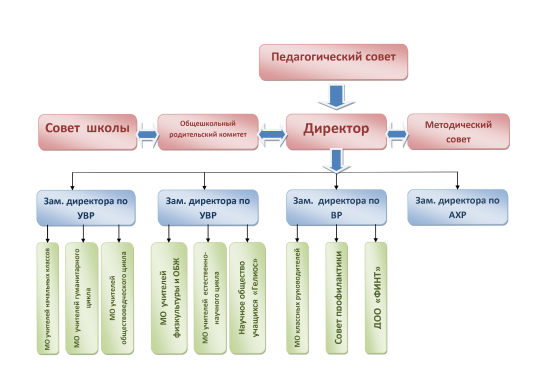 Педагогический совет
Совет школы
Общешкольный
родительский комитет
Директор
Методический
совет
Зам. директора по
УВР
Зам. директора по
УВР
Зам. директора по
ВР
Зам. директора по
АХР
МО учителей начальных классов
МО учителей гуманитарного
цикла
МО учителей
обществоведческого цикла
МО учителей
физкультуры и ОБЖ
МО учителей естественно-
научного цикла
Научное общество
учащихся «Гелиос»
МО классных руководителей
Совет профилактики
ДОО «ФИНТ»